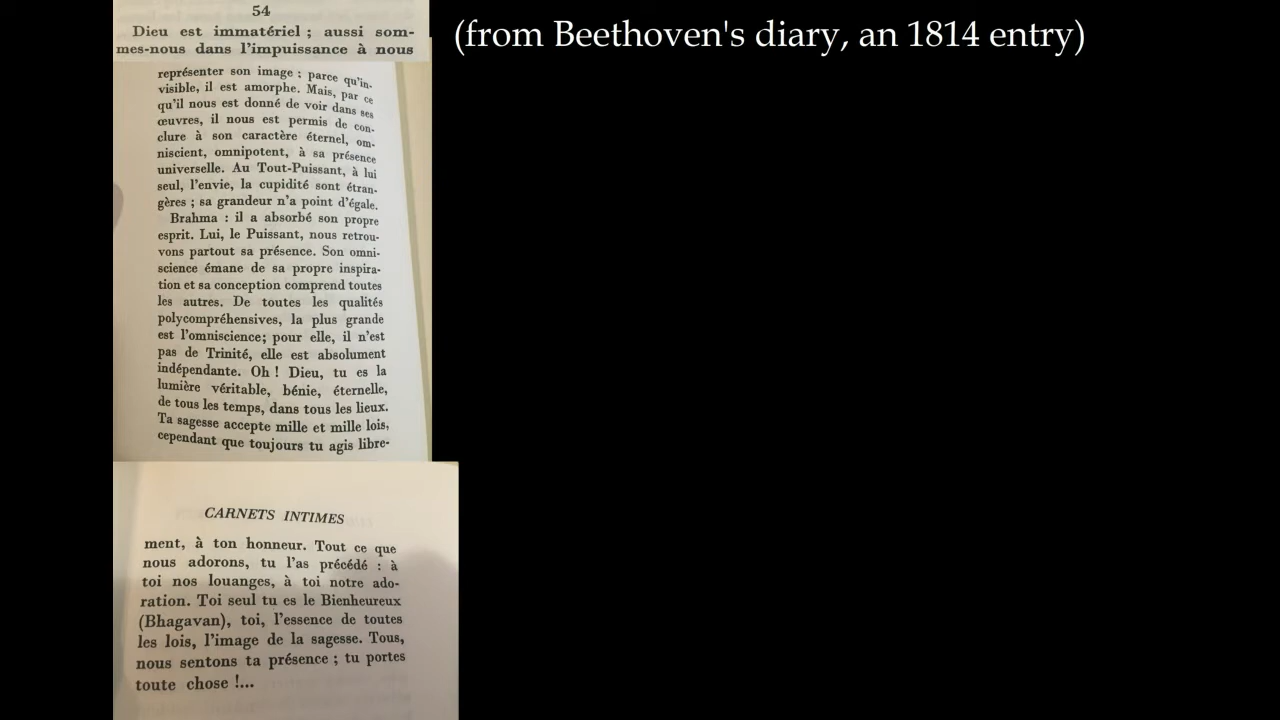 54
Dieu est immatériel ; aussi som-
mes-nous dans l'impuissance à nous
représenter son image : parce qu'in-
visible, il est amorphe. Mais, par ce
qu'il nous est donné de voir dans ses
œuvres, il nous est permis de con-
clure à son caractère éternel, om-
niscient, omnipotent, à sa présence
universelle. Au Tout-Puissant, à lui
seul, l'envie, la cupidité sont étran-
gères ; sa grandeur n'a point d'égale.
Brahma : il a absorbé son propre
esprit. Lui, le Puissant, nous retrou-
vons partout sa présence. Son omni-
science émane de sa propre inspira-
tion et sa conception comprend toutes
les autres. De toutes les qualités
polycompréhensives, la plus grande
est l'omniscience; pour elle, il n'est
pas de Trinité, elle est absolument
indépendante. Oh ! Dieu, tu es la
lumière véritable, bénie, éternelle,
de tous les temps, dans tous les lieux.
Ta sagesse accepte mille et mille lois,
cependant que toujours tu agis libre-
CARNETS INTIMES
ment, à ton honneur. Tout ce que
nous adorons, tu l'as précédé : à
toi nos louanges, à toi notre ado-
ration. Toi seul tu es le Bienheureux
(Bhagavan), toi, l'essence de toutes
les lois, l'image de la sagesse. Tous,
nous sentons ta présence ; tu portes
toute chose !...
(from Beethoven's diary, an 1814 entry)